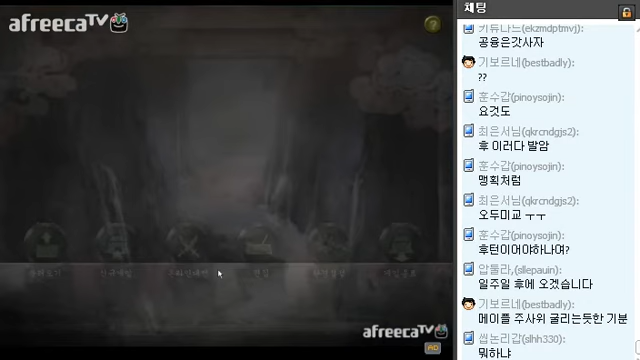 afreecaTV
채팅
키듀나느(ekzmdptmvj):
공융은갓사자
기보르네(bestbadly):
??
훈수갑(pinoysojin):
요것도
최은서님(qkrcndgjs2):
후 이러다 발암
훈수갑(pinoysojin):
맹획처럼
최은서님(qkrcndgjs2):
오두미교 ㅜㅜ
훈수갑(pinoysojin):
후턴이어야하나며?
압뿔라,(sllepauin):
일주일 후에 오겠습니다
기보르네(bestbadly):
메이플 주사위 굴리는듯한 기분
썹논리갑(slhh330):
뭐하냐
afreecaTV
AD